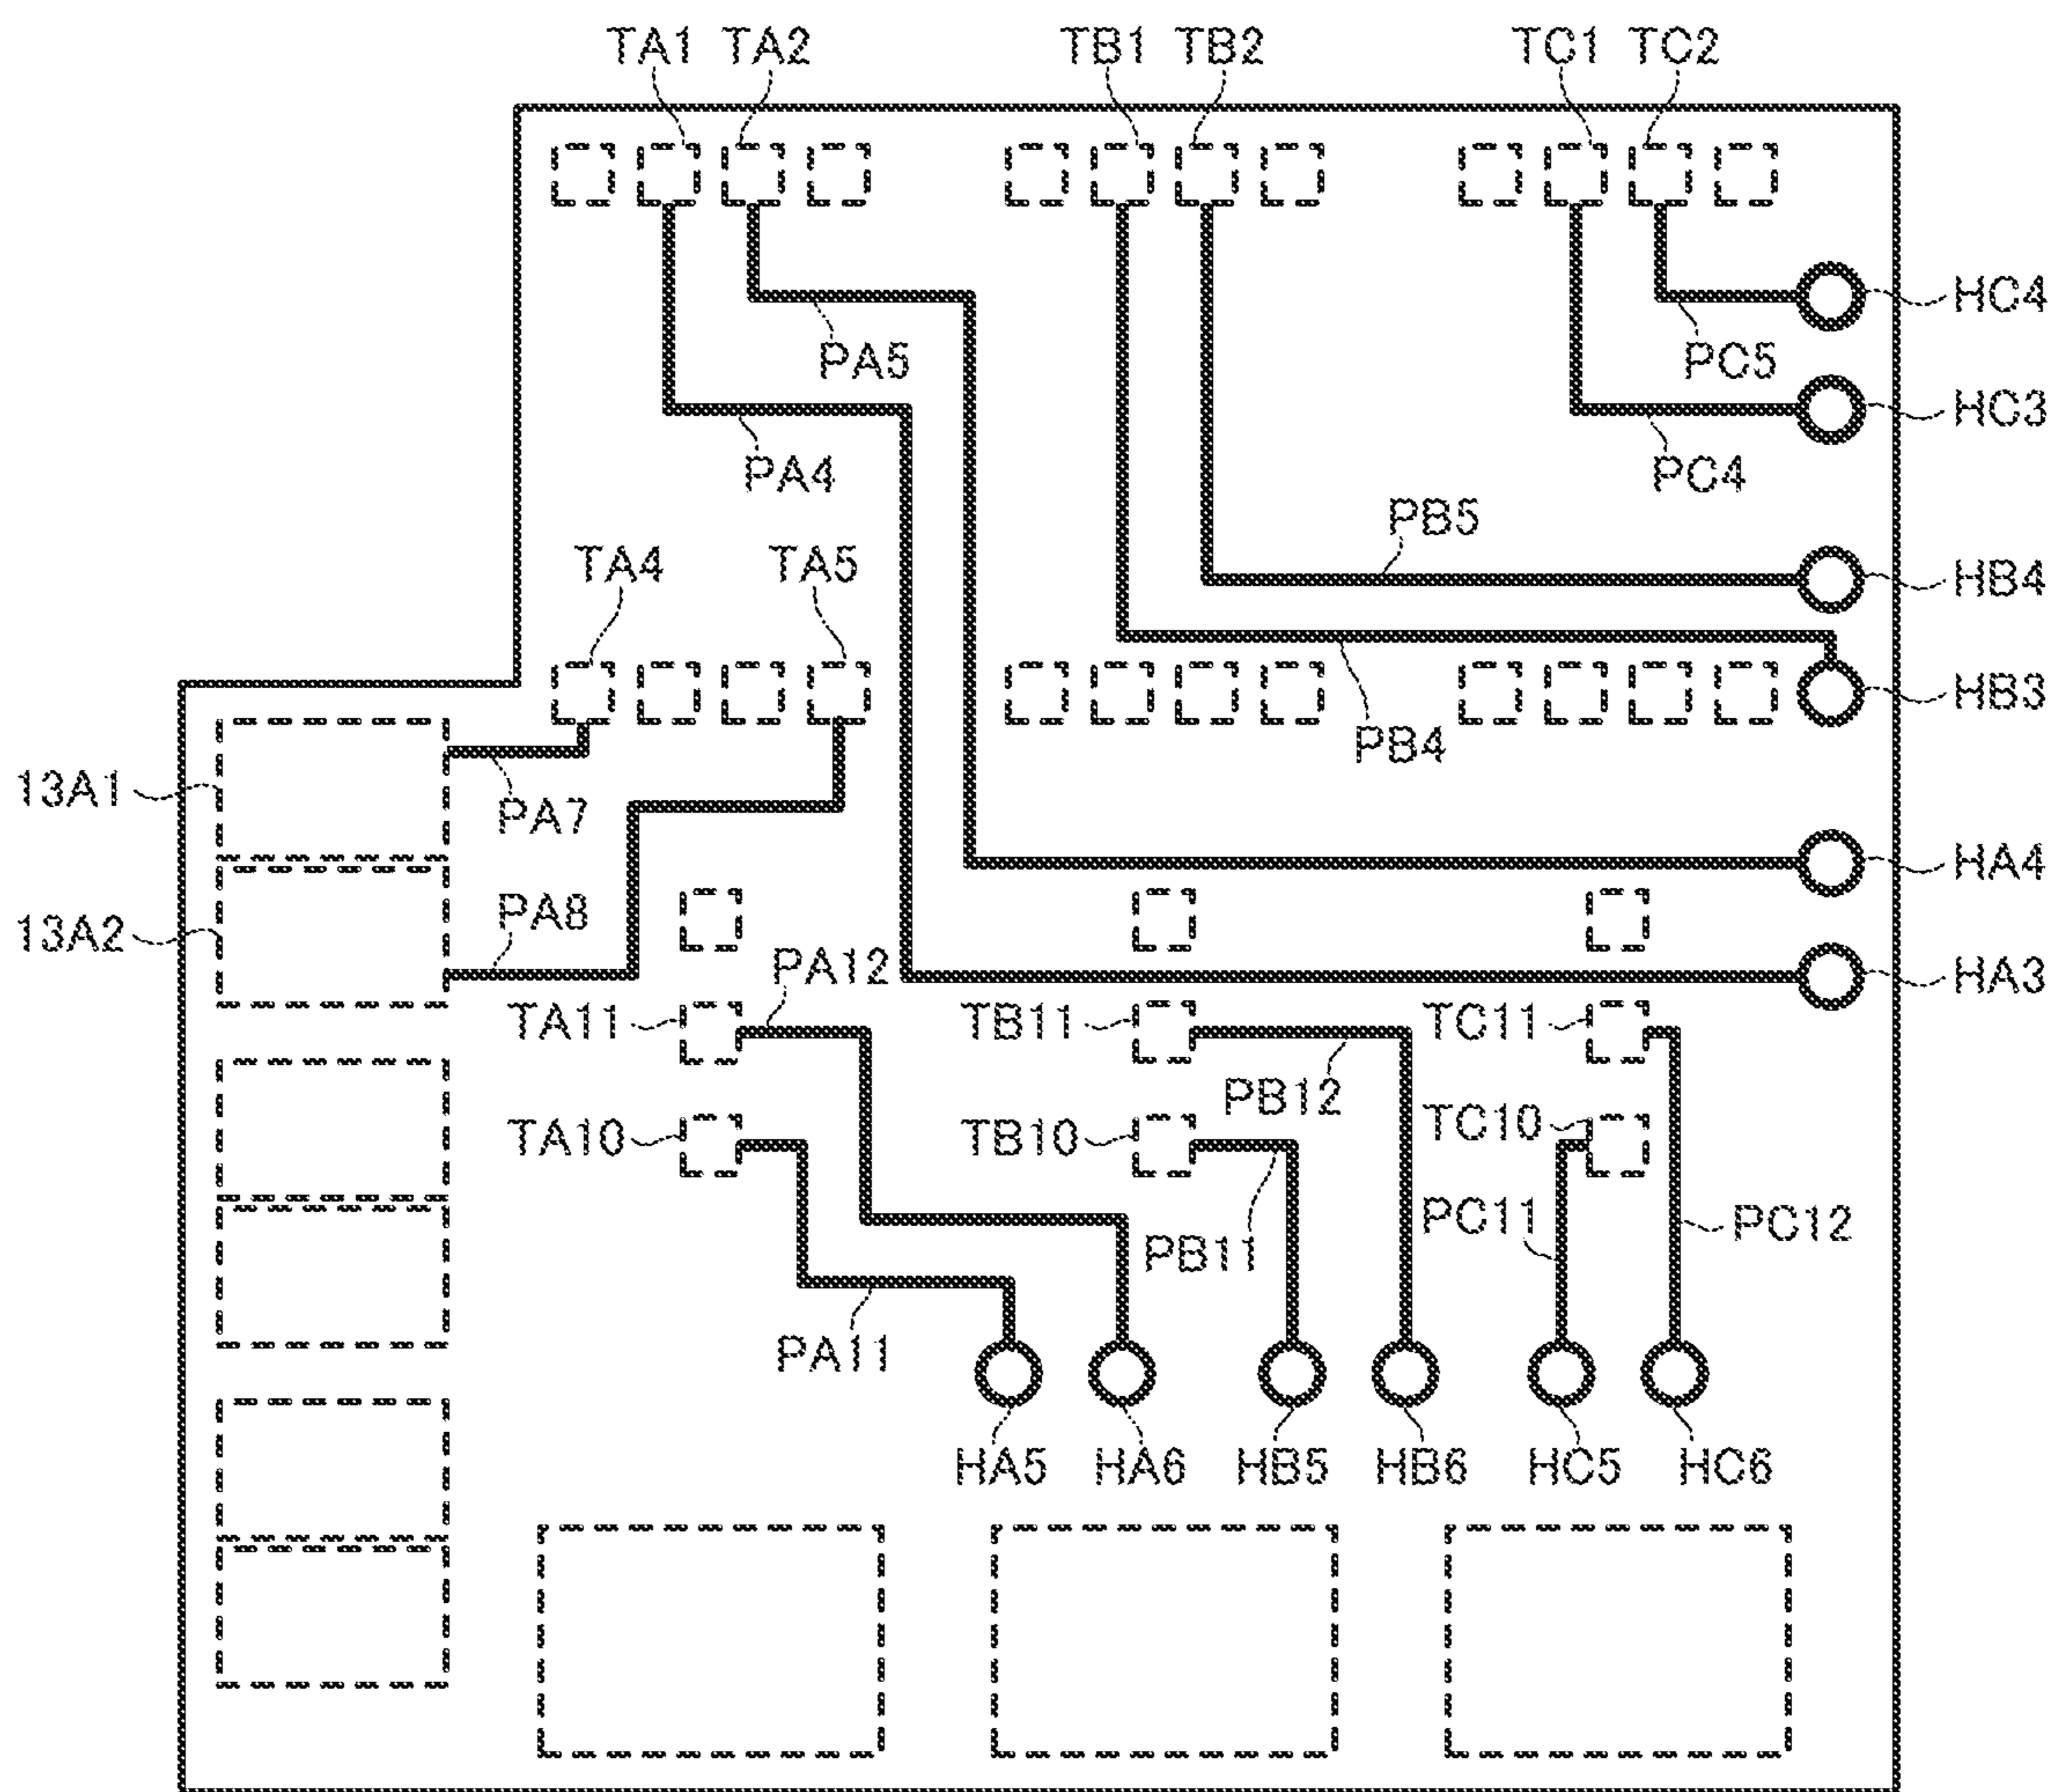 TA1 TA2 TB1 TB2 TC1 TC2
HC4
PA5 PC5
HC3
PA4 PC4
PB5
TA4 TA5 HB4
HB3
PB4
13A1 PA7
HA4
PA8
13A2
PA12 HA3
TA11 TB11 TC11
PB12
TA10 TB10 TC10
PC11 PC12
PB11
PA11
HA5 HA6 HB5 HB6 HC5 HC6